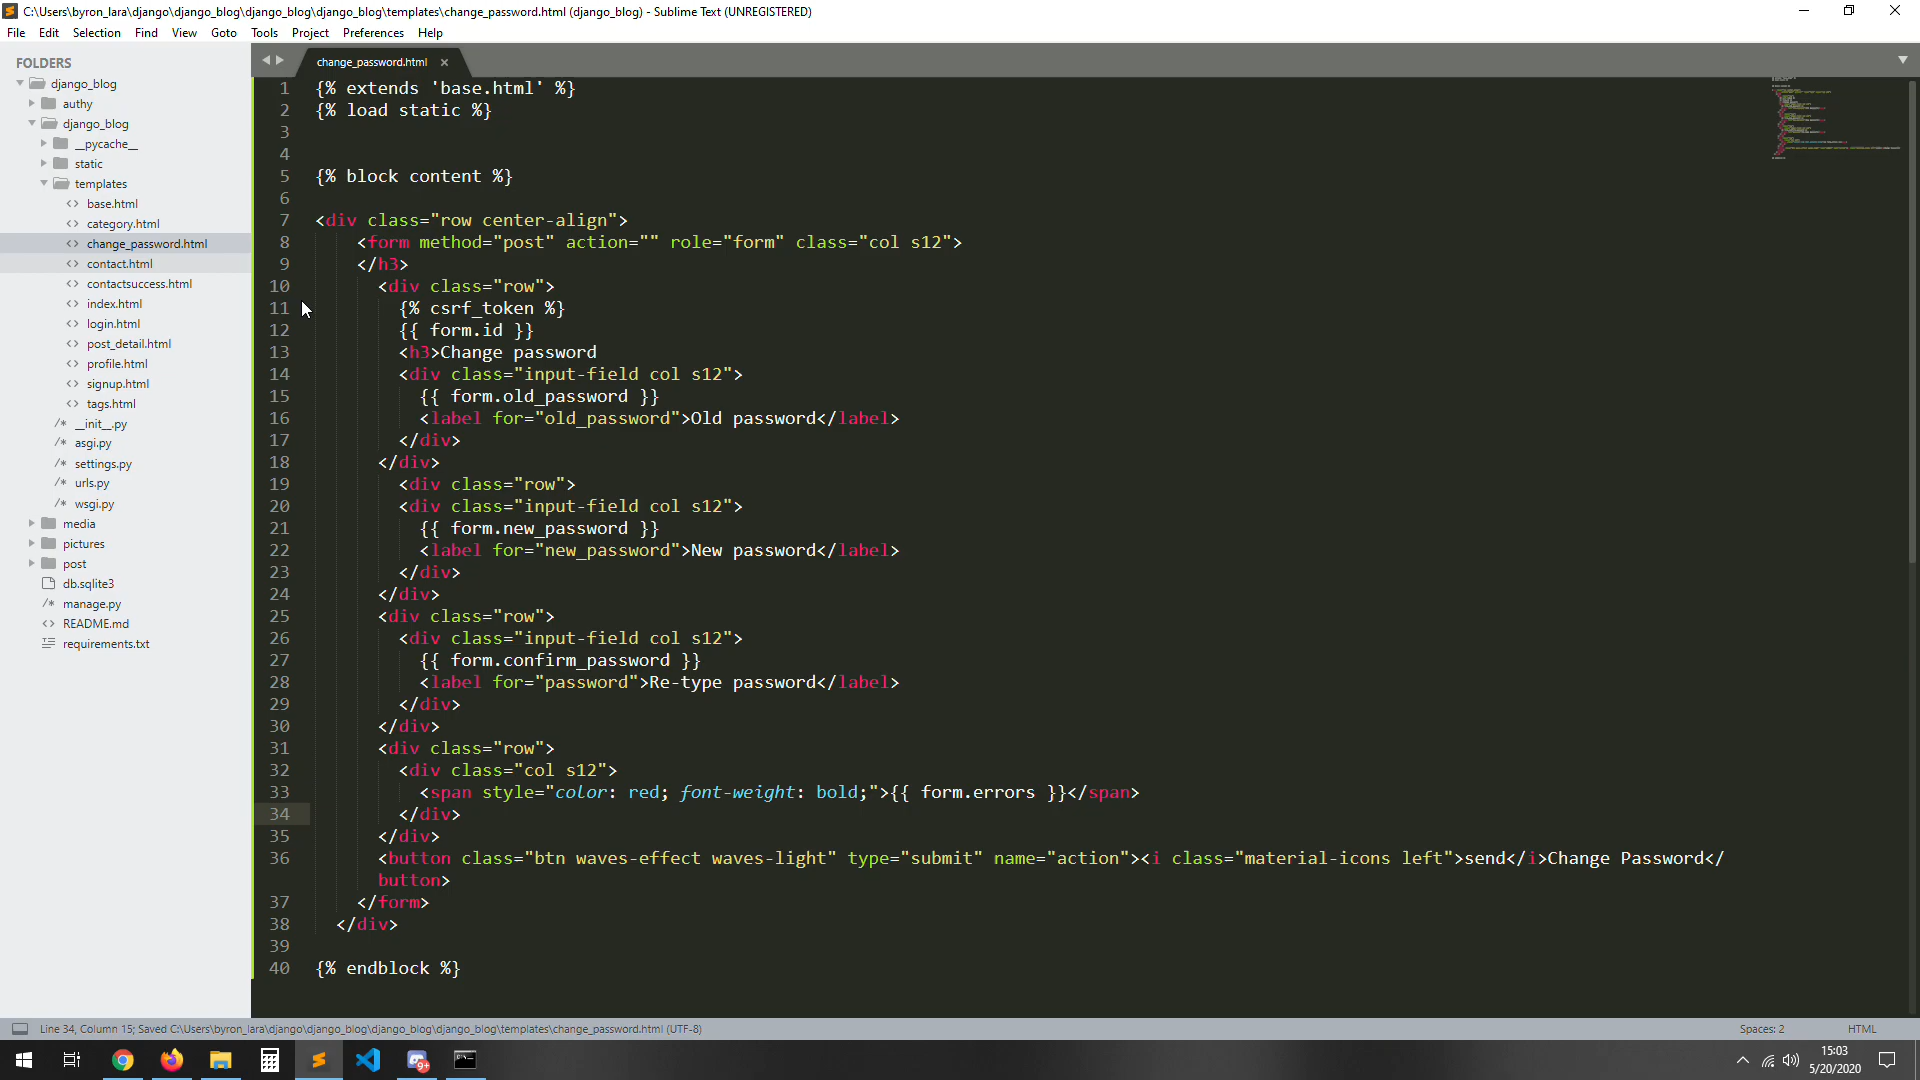 C:\Users\byron_lara\django\django_blog\django_blog\django_blog\templates\change_password.html (django_blog) - Sublime Text (UNREGISTERED)
File Edit Selection Find View Goto Tools Project Preferences Help
FOLDERS
django_blog
authy
django_blog
__pycache__
static
templates
<> base.html
<> category.html
<> change_password.html
<> contact.html
<> contactsuccess.html
<> index.html
<> login.html
<> post_detail.html
<> profile.html
<> signup.html
<> tags.html
/* __init__.py
/* asgi.py
/* settings.py
/* urls.py
/* wsgi.py
media
pictures
post
db.sqlite3
/* manage.py
<> README.md
requirements.txt
change_password.html ×
1 {% extends 'base.html' %}
2 {% load static %}
3
4
5 {% block content %}
6
7 <div class="row center-align">
8 <form method="post" action="" role="form" class="col s12">
9 </h3>
10 <div class="row">
11 {% csrf_token %}
12 {{ form.id }}
13 <h3>Change password
14 <div class="input-field col s12">
15 {{ form.old_password }}
16 <label for="old_password">Old password</label>
17 </div>
18 </div>
19 <div class="row">
20 <div class="input-field col s12">
21 {{ form.new_password }}
22 <label for="new_password">New password</label>
23 </div>
24 </div>
25 <div class="row">
26 <div class="input-field col s12">
27 {{ form.confirm_password }}
28 <label for="password">Re-type password</label>
29 </div>
30 </div>
31 <div class="row">
32 <div class="col s12">
33 <span style="color: red; font-weight: bold;">{{ form.errors }}</span>
34 </div>
35 </div>
36 <button class="btn waves-effect waves-light" type="submit" name="action"><i class="material-icons left">send</i>Change Password</
button>
37 </form>
38 </div>
39
40 {% endblock %}
Line 34, Column 15; Saved C:\Users\byron_lara\django\django_blog\django_blog\django_blog\templates\change_password.html (UTF-8)
Spaces: 2
HTML
9+
15:03
5/20/2020